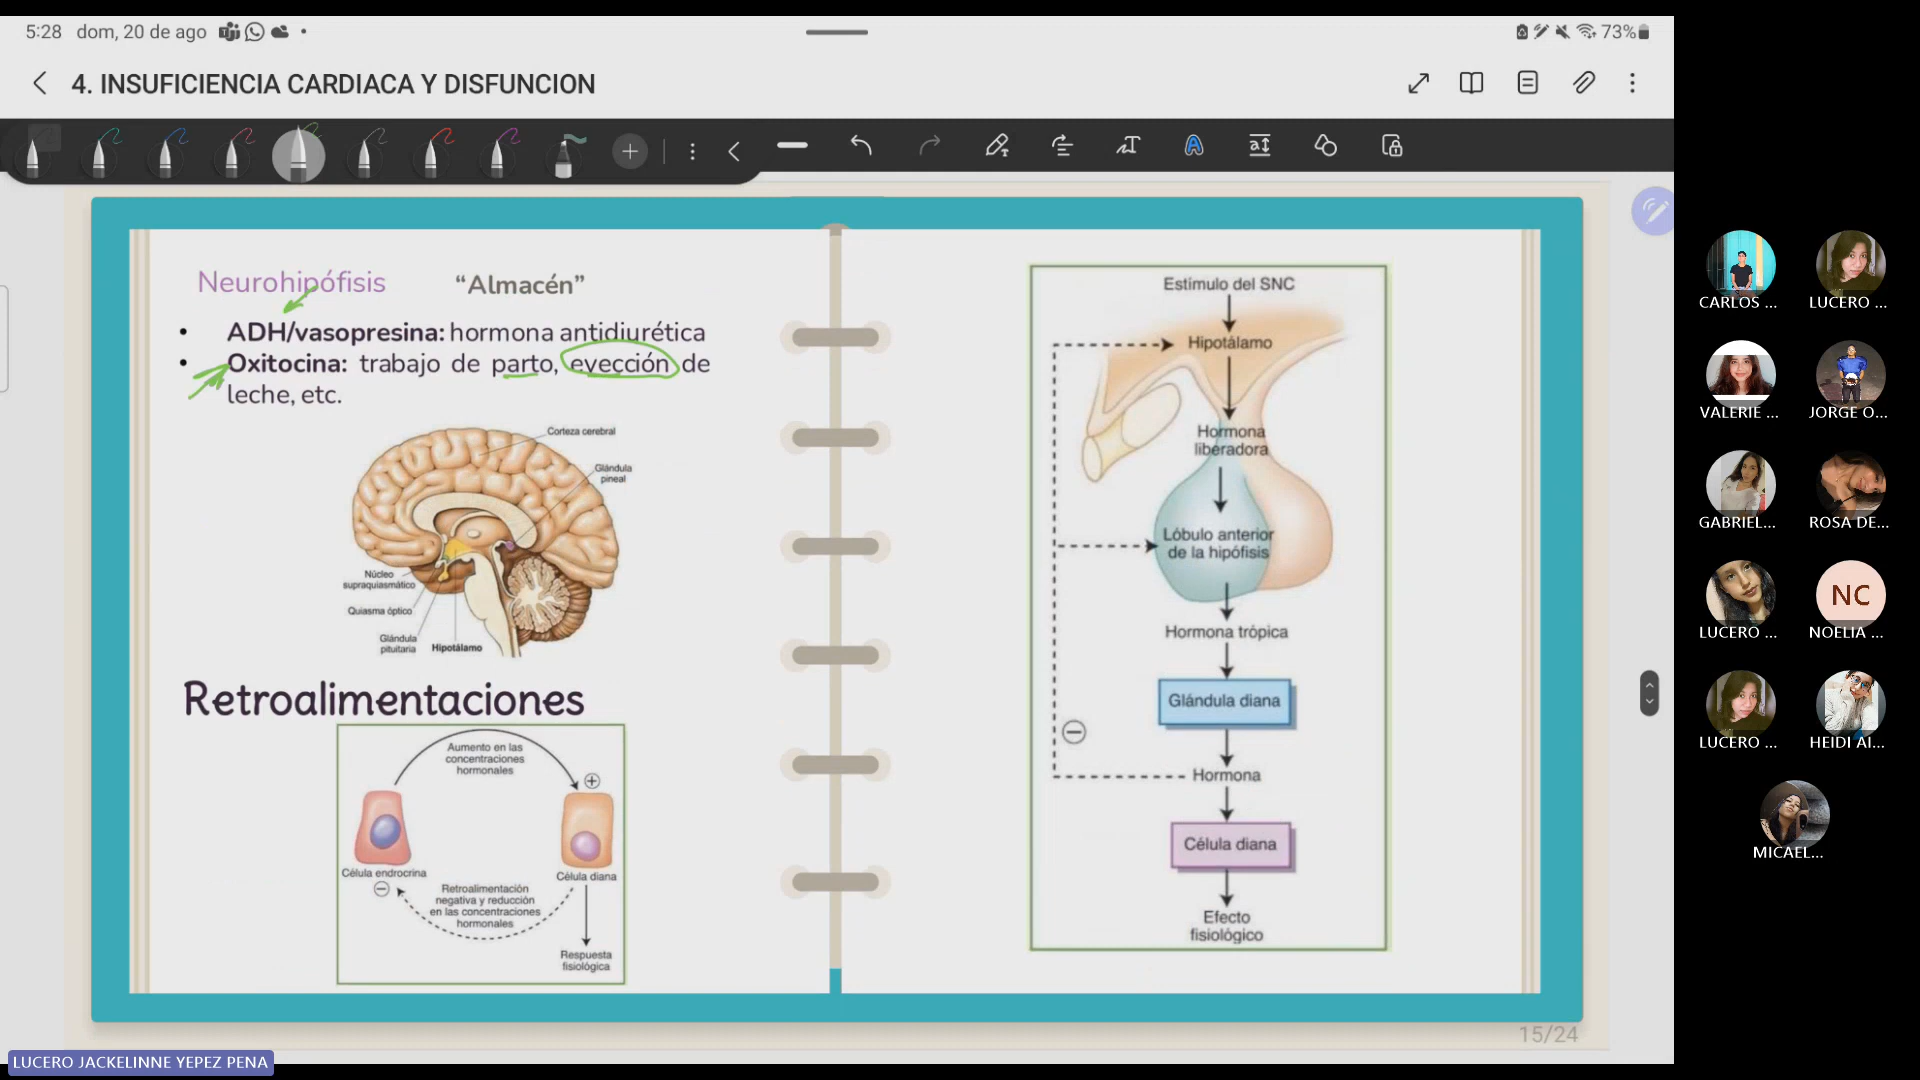 5:28 dom, 20 de ago
73%
4. INSUFICIENCIA CARDIACA Y DISFUNCION
Neurohipófisis
“Almacén”
• ADH/vasopresina: hormona antidiurética
• Oxitocina: trabajo de parto, eyección de
leche, etc.
Corteza cerebral
Glándula
pineal
Núcleo
supraquiasmático
Quiasma óptico
Glándula
pituitaria
Hipotálamo
Retroalimentaciones
Aumento en las
concentraciones
hormonales
Célula endrocrina
Célula diana
Retroalimentación
negativa y reducción
en las concentraciones
hormonales
Respuesta
fisiológica
Estímulo del SNC
Hipotálamo
Hormona
liberadora
Lóbulo anterior
de la hipófisis
Hormona trópica
Glándula diana
Hormona
Célula diana
Efecto
fisiológico
15/24
CARLOS ...
LUCERO ...
VALERIE ...
JORGE O...
GABRIEL...
ROSA DE...
LUCERO ...
NC
NOELIA ...
LUCERO ...
HEIDI AI...
MICAEL...
LUCERO JACKELINNE YEPEZ PENA